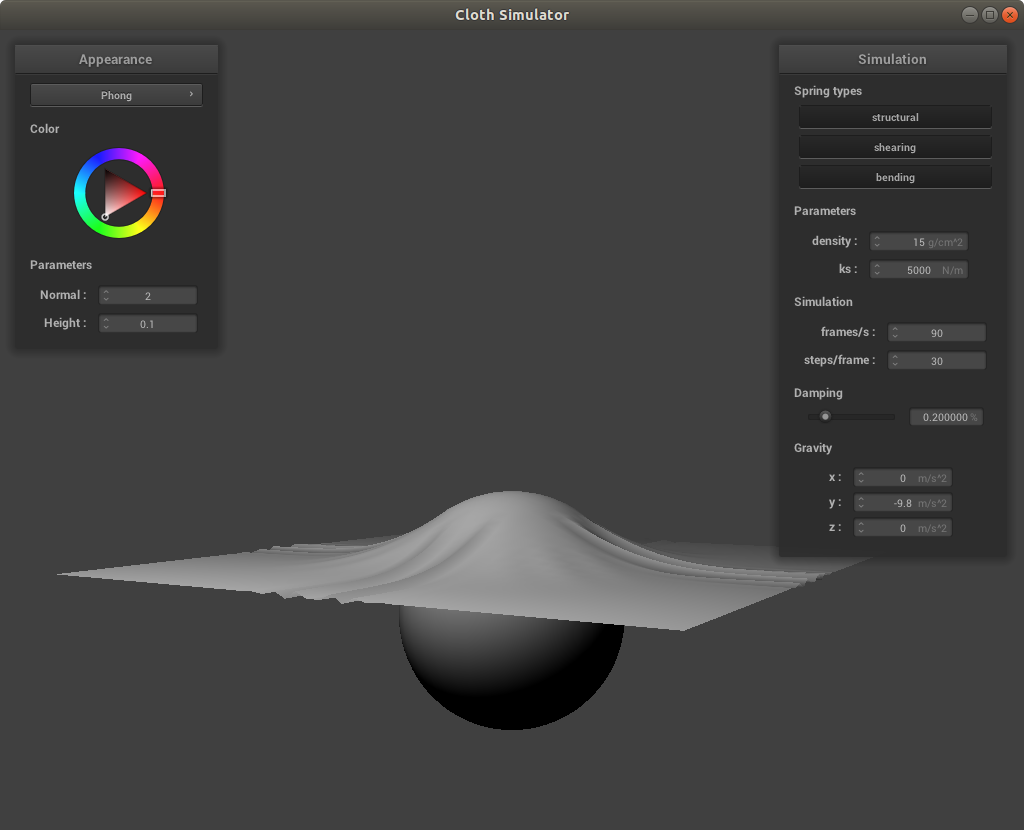 Cloth Simulator
Appearance
Phong
Color
Parameters
Normal : 2
Height : 0.1
Simulation
Spring types
structural
shearing
bending
Parameters
density : 15 g/cm^2
ks : 5000 N/m
Simulation
frames/s : 90
steps/frame : 30
Damping
0.200000 %
Gravity
x : 0 m/s^2
y : -9.8 m/s^2
z : 0 m/s^2